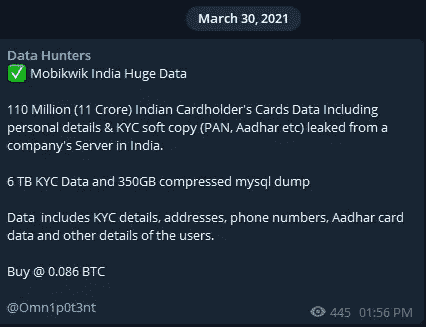 March 30, 2021
Data Hunters
✅ Mobikwik India Huge Data
110 Million (11 Crore) Indian Cardholder's Cards Data Including
personal details & KYC soft copy (PAN, Aadhar etc) leaked from a
company's Server in India.
6 TB KYC Data and 350GB compressed mysql dump
Data includes KYC details, addresses, phone numbers, Aadhar card
data and other details of the users.
Buy @ 0.086 BTC
@Omn1p0t3nt
445 01:56 PM